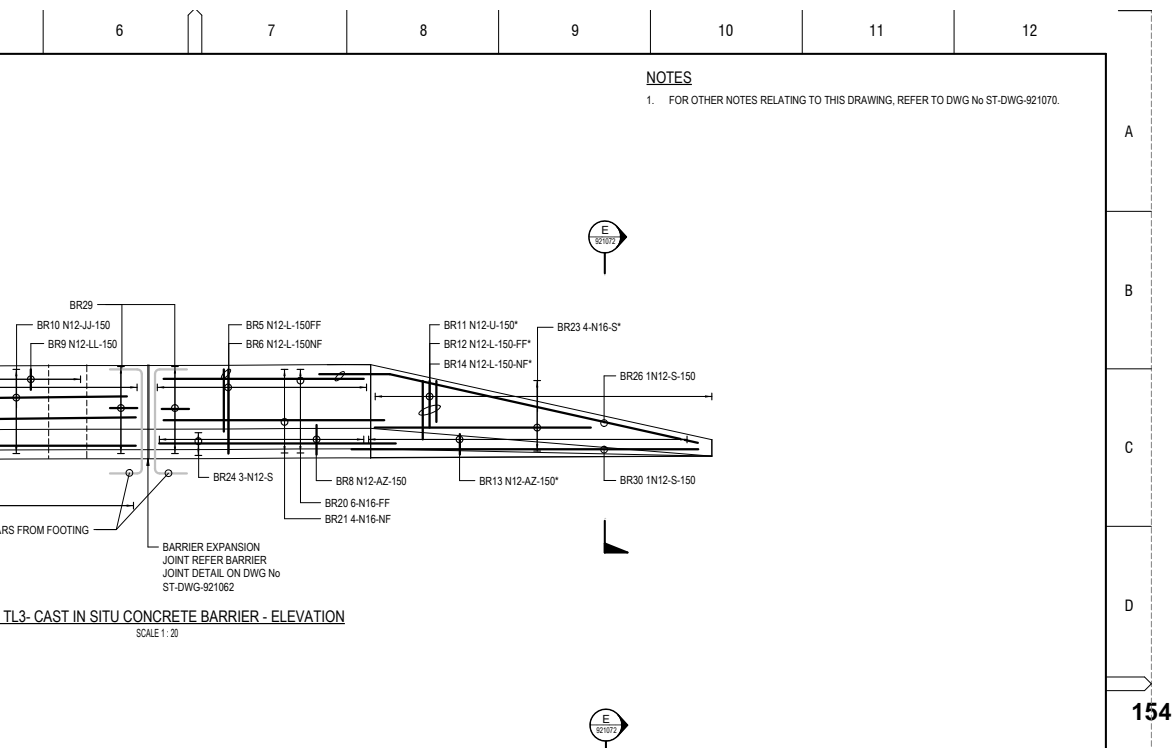 6 7 8 9 10 11 12
NOTES
1. FOR OTHER NOTES RELATING TO THIS DRAWING, REFER TO DWG No ST-DWG-921070.
A
E
921072
B
BR29
BR10 N12-JJ-150
BR9 N12-LL-150
BR5 N12-L-150FF
BR6 N12-L-150NF
BR11 N12-U-150*
BR12 N12-L-150-FF*
BR14 N12-L-150-NF*
BR23 4-N16-S*
BR26 1N12-S-150
C
BR24 3-N12-S
BR8 N12-AZ-150
BR13 N12-AZ-150*
BR30 1N12-S-150
BR20 6-N16-FF
BR21 4-N16-NF
ARS FROM FOOTING
BARRIER EXPANSION
JOINT REFER BARRIER
JOINT DETAIL ON DWG No
ST-DWG-921062
D
TL3- CAST IN SITU CONCRETE BARRIER - ELEVATION
SCALE 1 : 20
154
E
921072